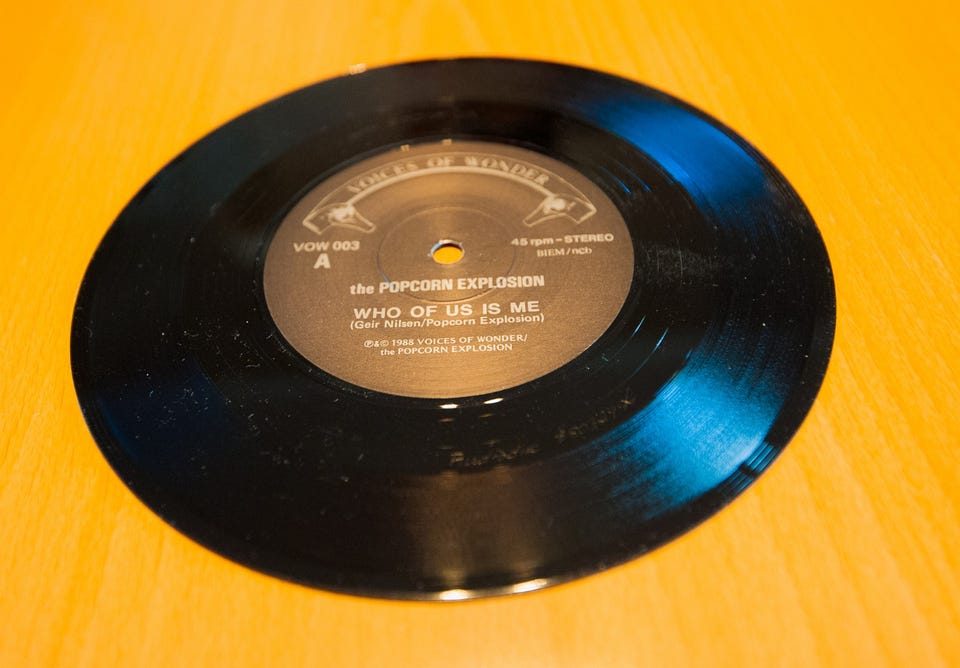 VOICES OF WONDER
VOW 003
A
45 rpm - STEREO
BIEM/ncb
the POPCORN EXPLOSION
WHO OF US IS ME
(Geir Nilsen/Popcorn Explosion)
℗&© 1988 VOICES OF WONDER/
the POPCORN EXPLOSION